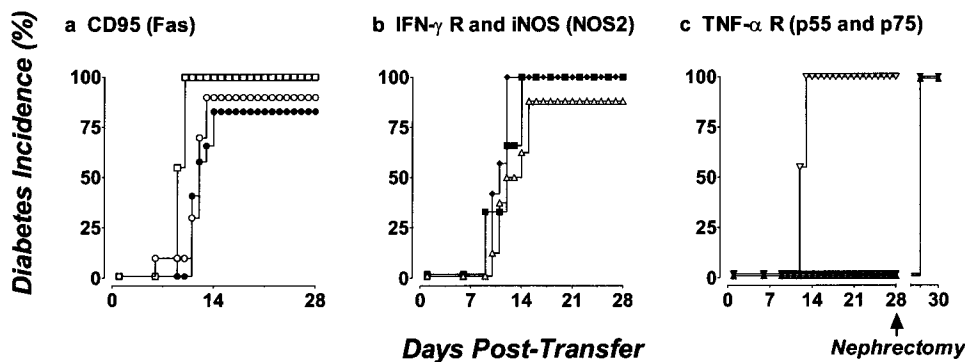 a CD95 (Fas)
b IFN-γ R and iNOS (NOS2)
c TNF-α R (p55 and p75)
Diabetes Incidence (%)
100
75
50
25
0
0 14 28
100
75
50
25
0
0 7 14 21 28
100
75
50
25
0
0 7 14 21 28 30
Days Post-Transfer
Nephrectomy